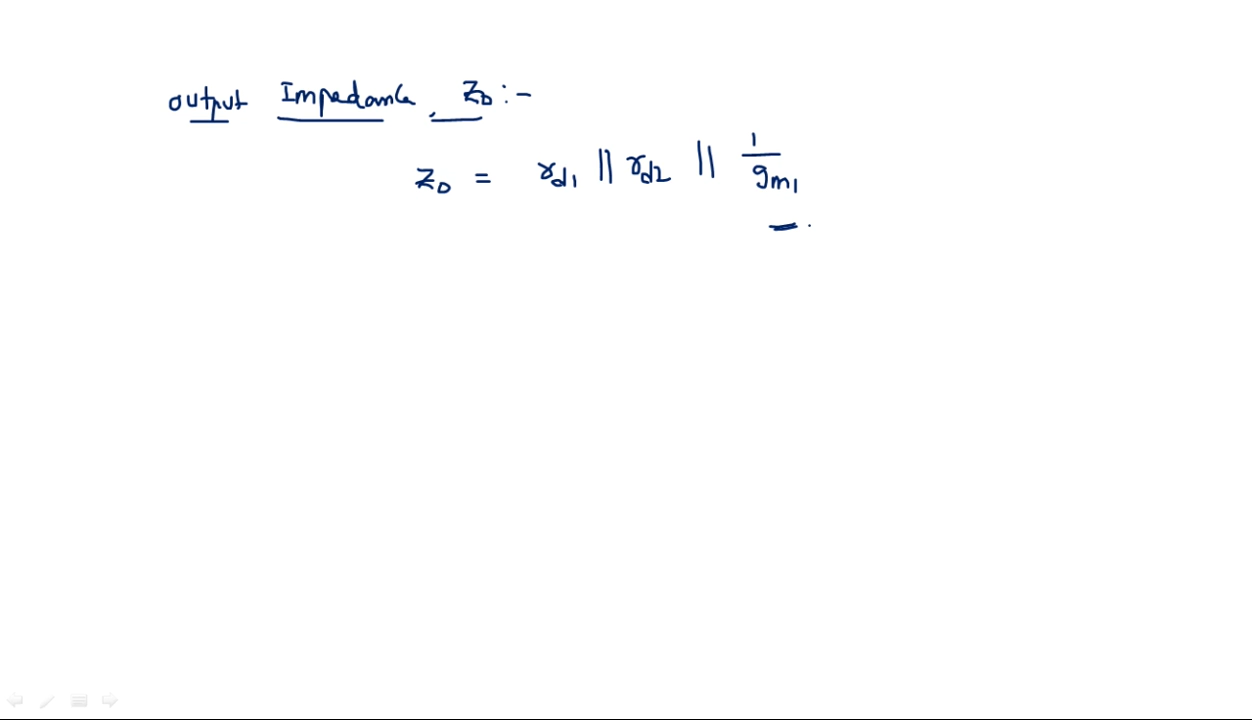 output Impedance, Zo :-
Zo = rd1 || rd2 || 1/gm1